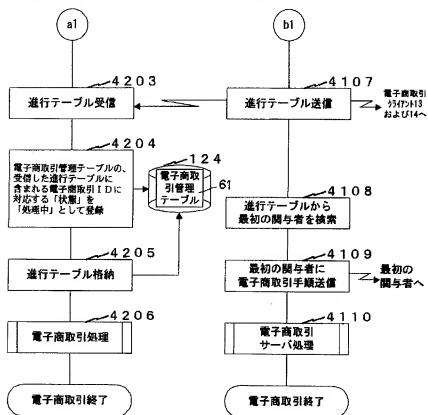 a1
b1
4203
進行テーブル受信
4107
進行テーブル送信
電子商取引
クライアント13
および14へ
4204
電子商取引管理テーブルの、
受信した進行テーブルに
含まれる電子商取引IDに
対応する「状態」を
「処理中」として登録
124
電子商取
引管理
テーブル
61
4108
進行テーブルから
最初の関与者を検索
4205
進行テーブル格納
4109
最初の関与者に
電子商取引手順送信
最初の
関与者へ
4206
電子商取引処理
4110
電子商取引
サーバ処理
電子商取引終了
電子商取引終了